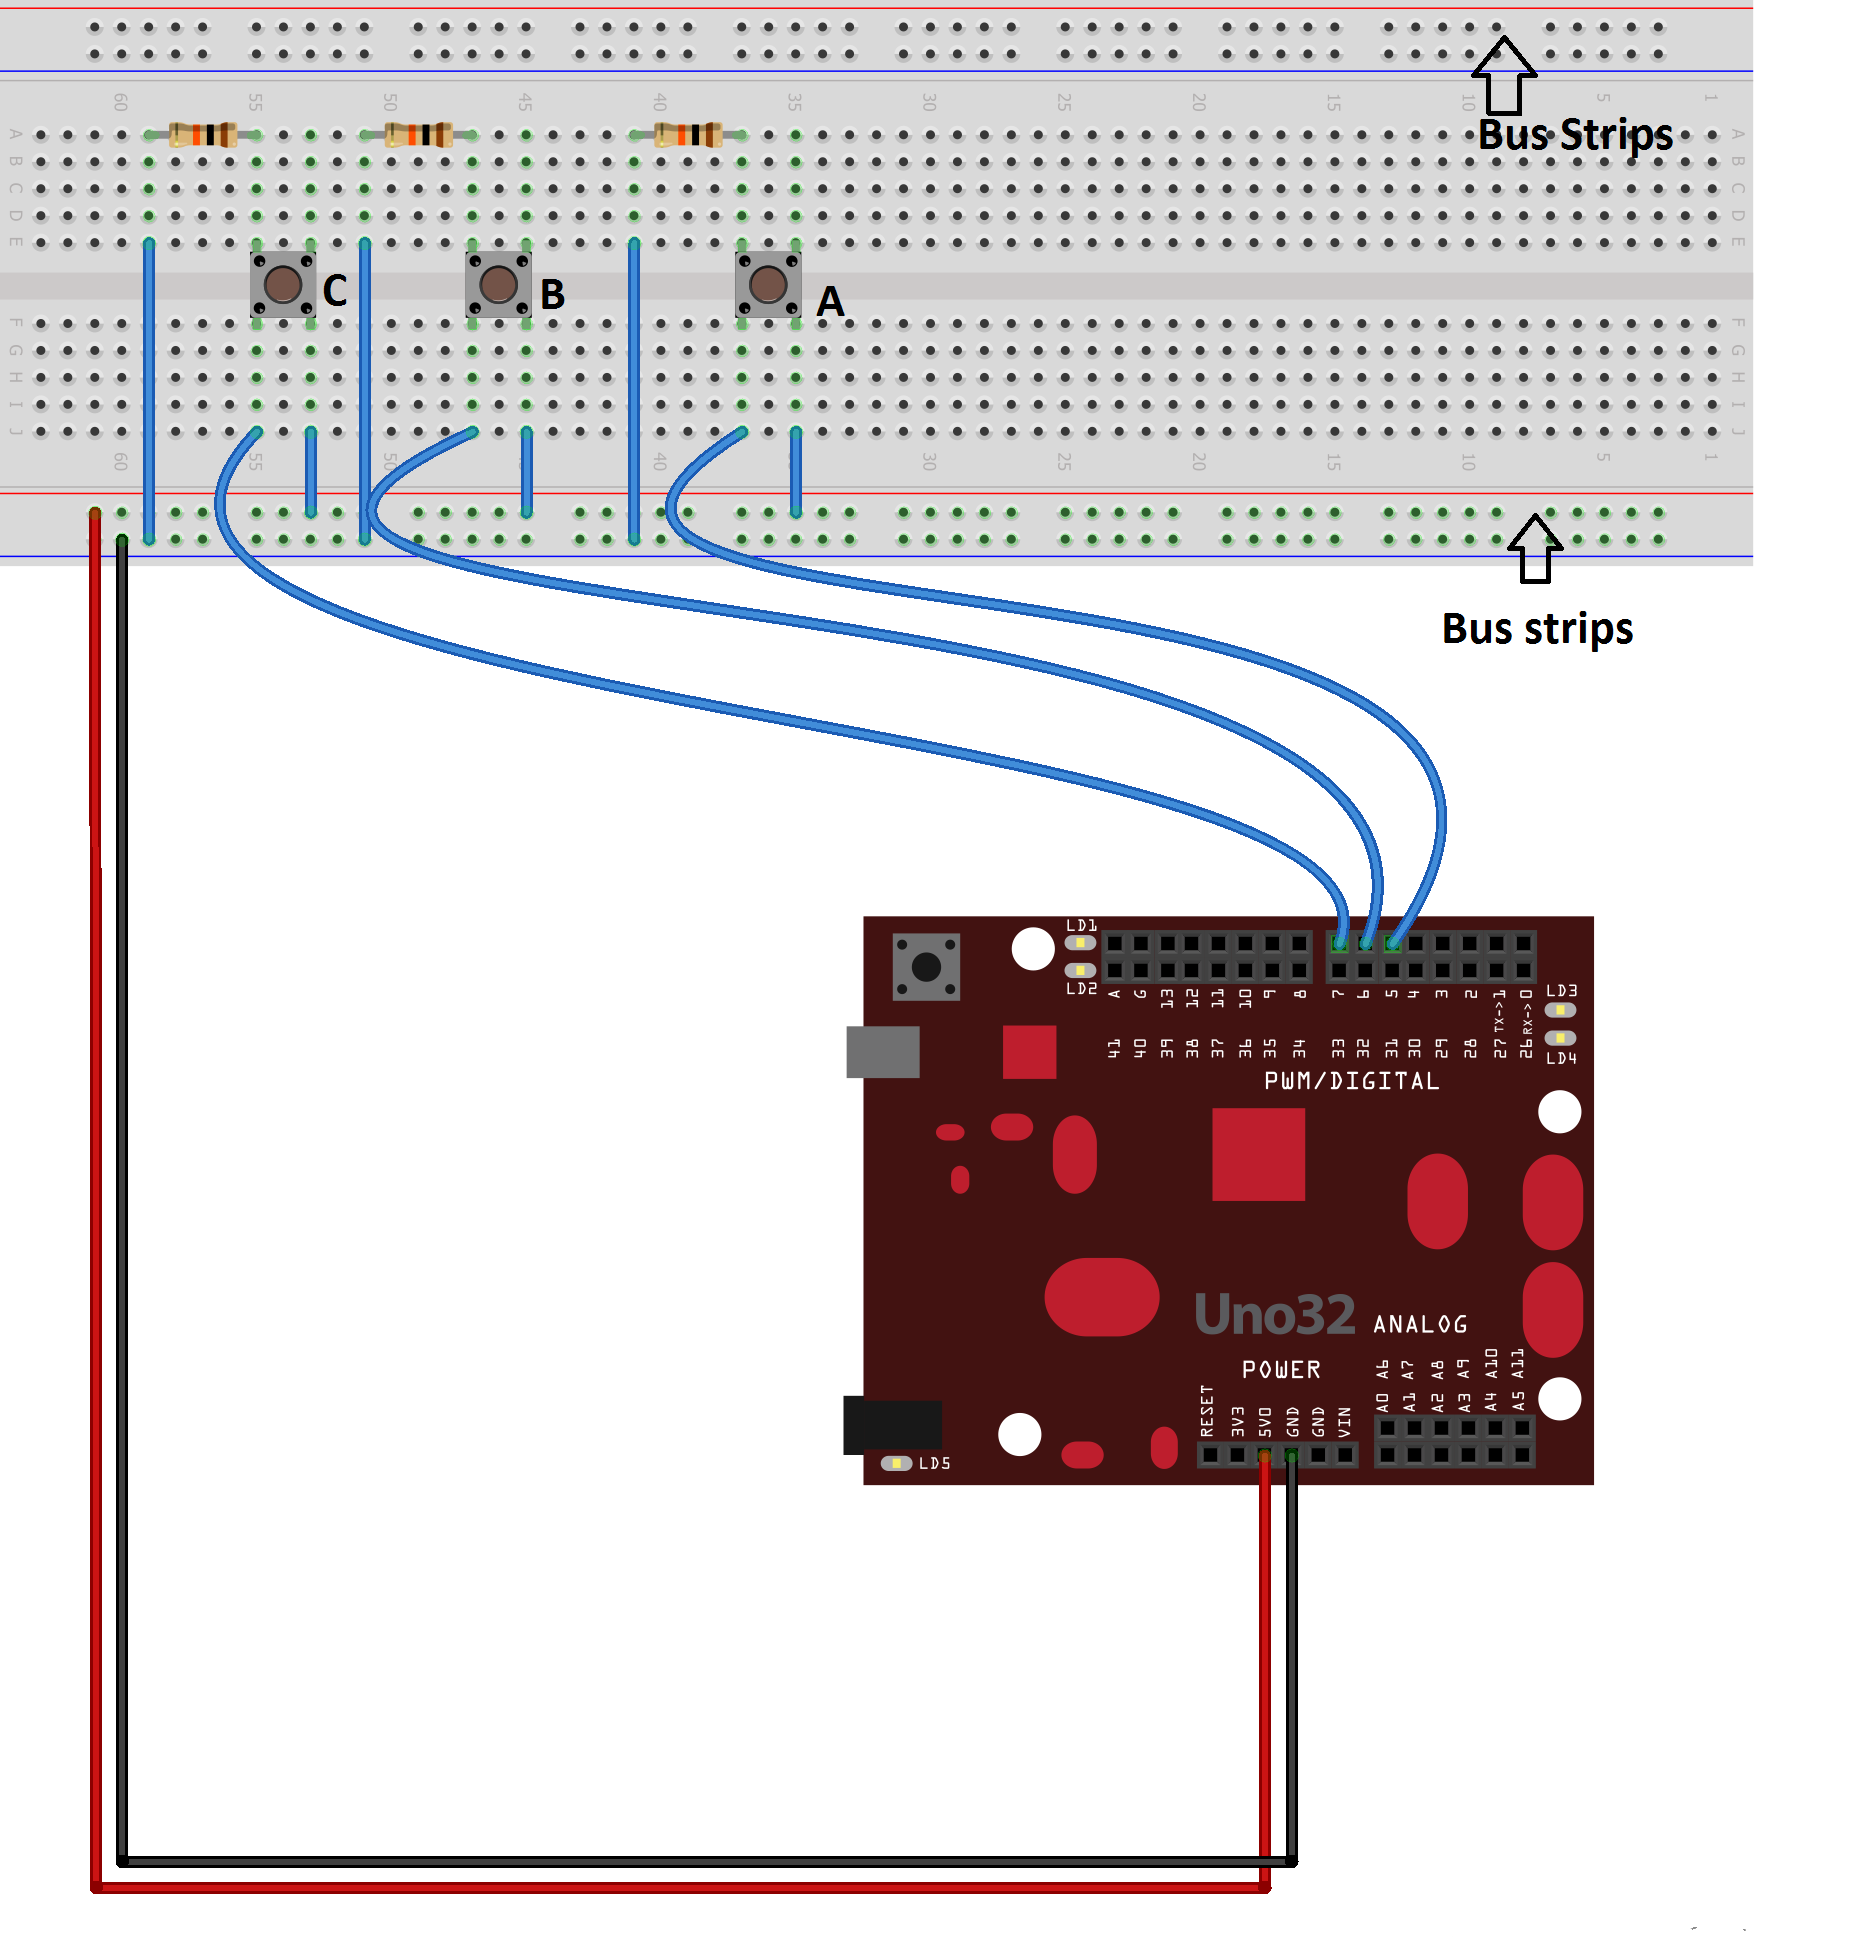 60 55 50 45 40 35 30 25 20 15 10 5 1
Bus Strips
A A
B B
C C
D D
E E
C B A
F F
G G
H H
I I
J J
60 55 50 40 30 25 20 15 10 5 1
Bus strips
LD1
LD2
A G 13 12 11 10 9 8 7 6 5 4 3 2 TX->1 RX->0
LD3
41 40 39 38 37 36 35 34 33 32 31 30 29 28 27 26
LD4
PWM/DIGITAL
Uno32
ANALOG
POWER
A6 A7 A8 A9 A10 A11
A0 A1 A2 A3 A4 A5
RESET 3V3 5V0 GND GND VIN
LD5